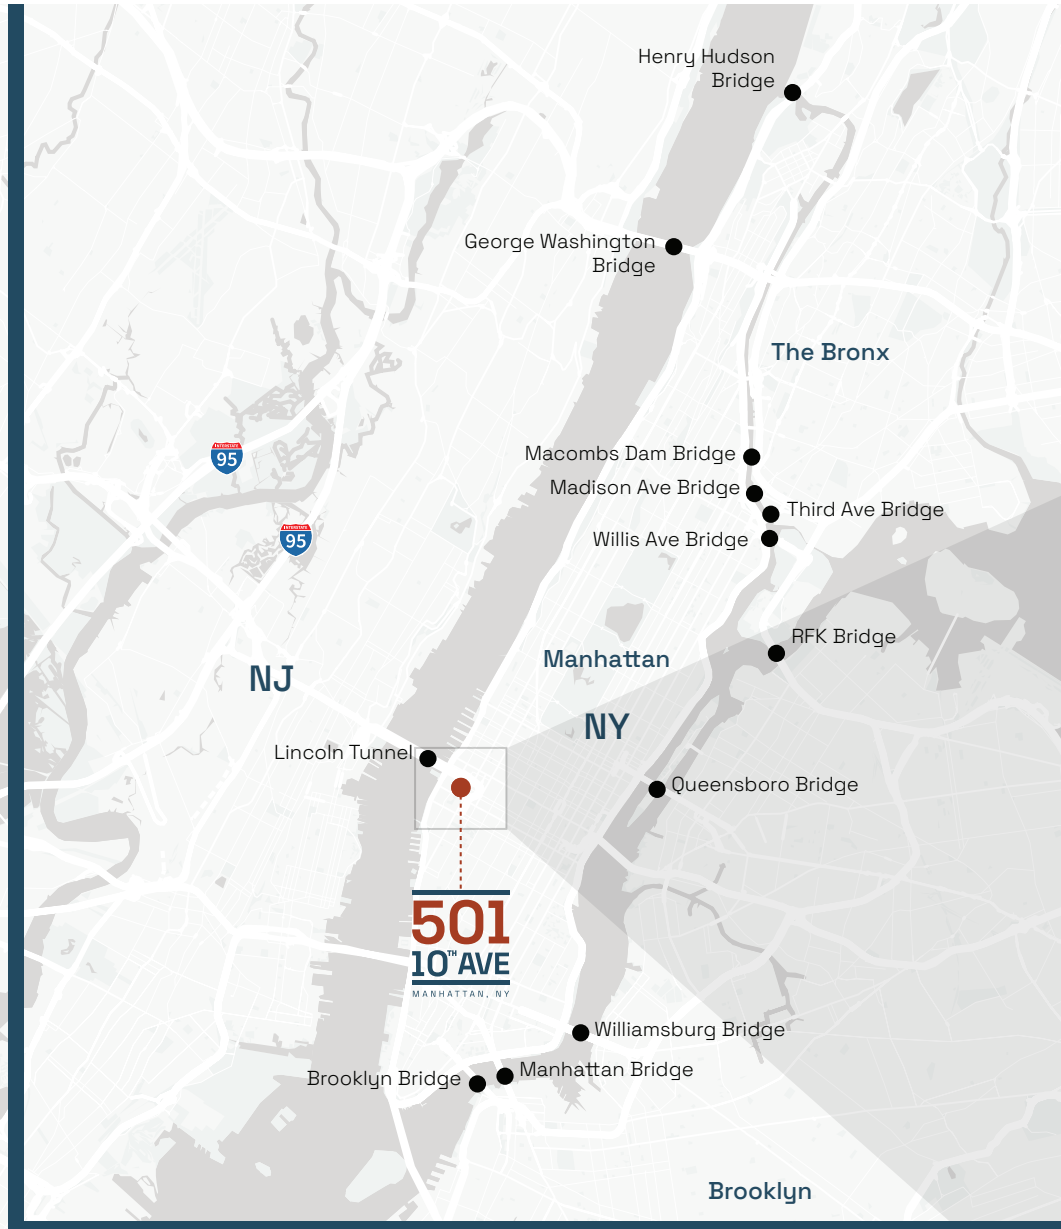 Henry Hudson
Bridge
George Washington
Bridge
The Bronx
Macombs Dam Bridge
INTERSTATE
95
Madison Ave Bridge
Third Ave Bridge
INTERSTATE
95
Willis Ave Bridge
RFK Bridge
Manhattan
NJ
NY
Lincoln Tunnel
Queensboro Bridge
501
10TH AVE
MANHATTAN, NY
Williamsburg Bridge
Manhattan Bridge
Brooklyn Bridge
Brooklyn